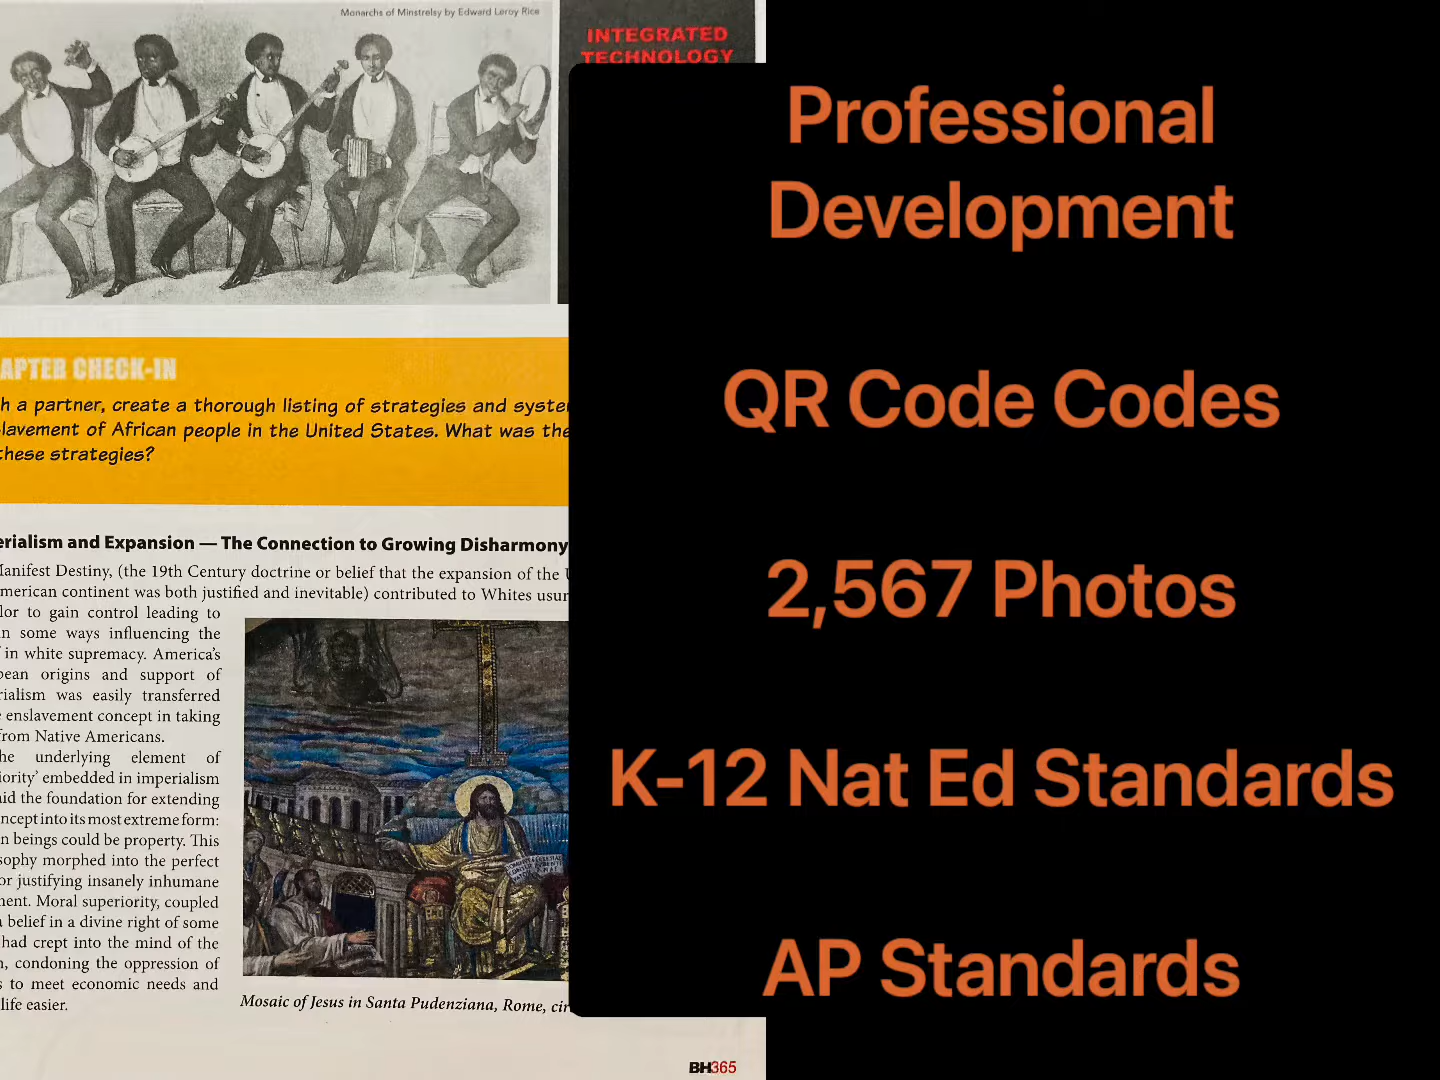 Monarchs of Minstrelsy by Edward Leroy Rice
INTEGRATED
TECHNOLOGY
APTER CHECK-IN
h a partner, create a thorough listing of strategies and syste
lavement of African people in the United States. What was the
these strategies?
erialism and Expansion — The Connection to Growing Disharmony
Manifest Destiny, (the 19th Century doctrine or belief that the expansion of the
merican continent was both justified and inevitable) contributed to Whites usur
lor to gain control leading to
n some ways influencing the
in white supremacy. America's
pean origins and support of
rialism was easily transferred
e enslavement concept in taking
from Native Americans.
he underlying element of
iority' embedded in imperialism
aid the foundation for extending
ncept into its most extreme form:
n beings could be property. This
sophy morphed into the perfect
or justifying insanely inhumane
ment. Moral superiority, coupled
a belief in a divine right of some
had crept into the mind of the
n, condoning the oppression of
s to meet economic needs and
life easier.
Mosaic of Jesus in Santa Pudenziana, Rome, cir
BH365
Professional
Development
QR Code Codes
2,567 Photos
K-12 Nat Ed Standards
AP Standards